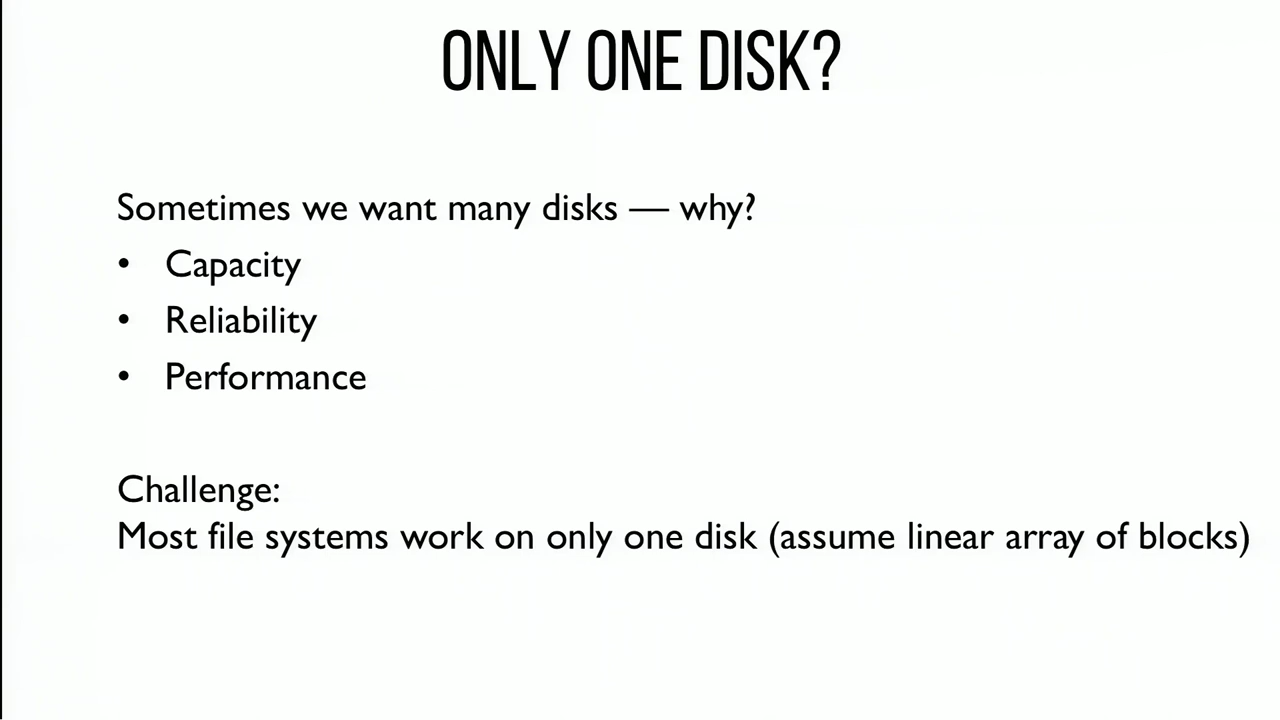 ONLY ONE DISK?
Sometimes we want many disks — why?
• Capacity
• Reliability
• Performance
Challenge:
Most file systems work on only one disk (assume linear array of blocks)